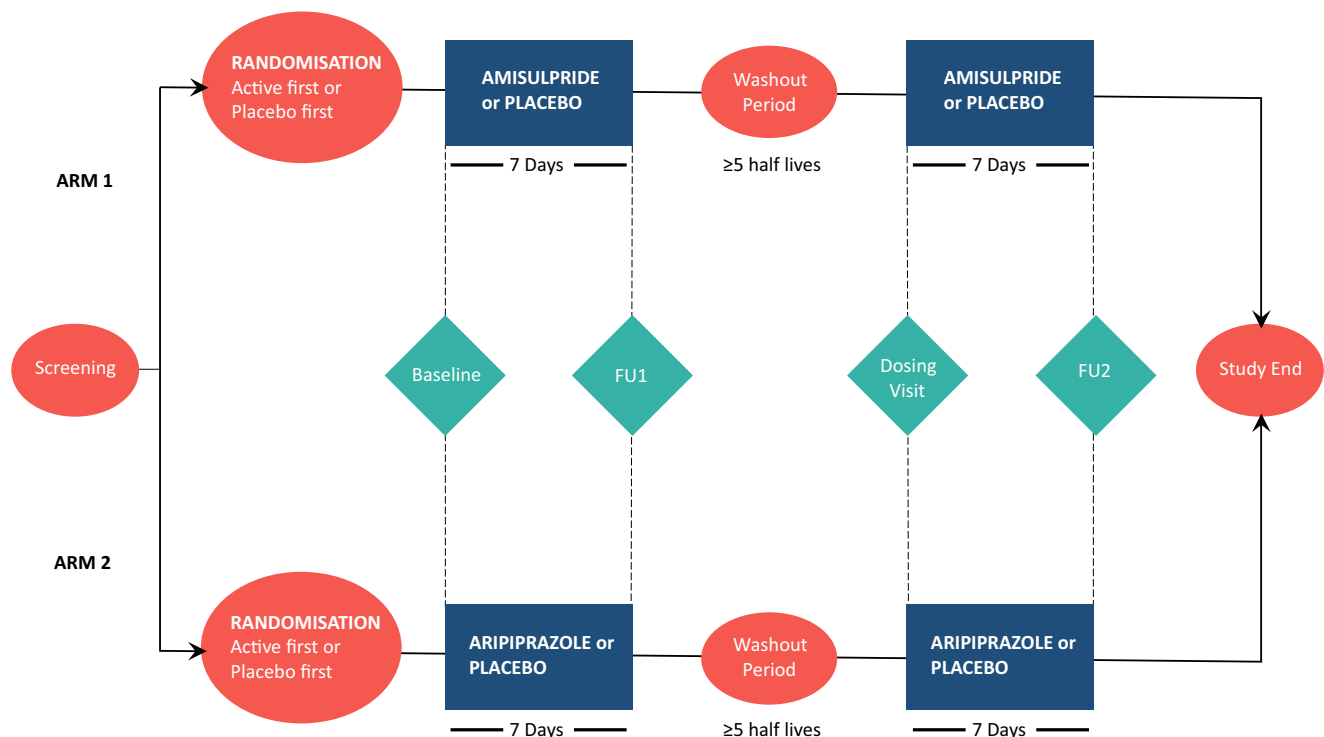 RANDOMISATION
Active first or
Placebo first
AMISULPRIDE
or PLACEBO
Washout
Period
AMISULPRIDE
or PLACEBO
7 Days
≥5 half lives
7 Days
ARM 1
Screening
Baseline
FU1
Dosing
Visit
FU2
Study End
ARM 2
RANDOMISATION
Active first or
Placebo first
ARIPIPRAZOLE or
PLACEBO
Washout
Period
ARIPIPRAZOLE or
PLACEBO
7 Days
≥5 half lives
7 Days